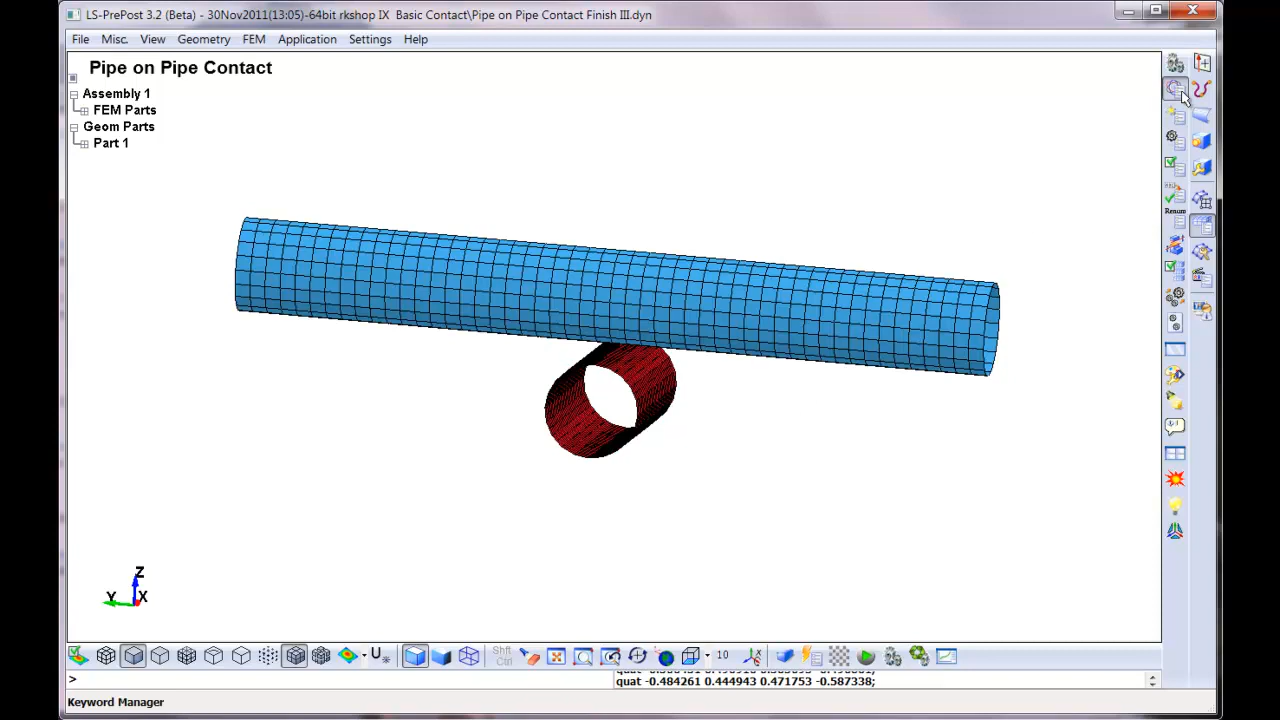 LS-PrePost 3.2 (Beta) - 30Nov2011(13:05)-64bit rkshop IX  Basic Contact\Pipe on Pipe Contact Finish III.dyn
File Misc. View Geometry FEM Application Settings Help
Pipe on Pipe Contact
Assembly 1
FEM Parts
Geom Parts
Part 1
Renum
Z
Y X
Shft
Ctrl
10
> quat -0.484261 0.444943 0.471753 -0.587338;
Keyword Manager